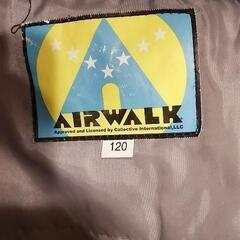 AIRWALK
Approved and Licensed by Collective International,LLC
120